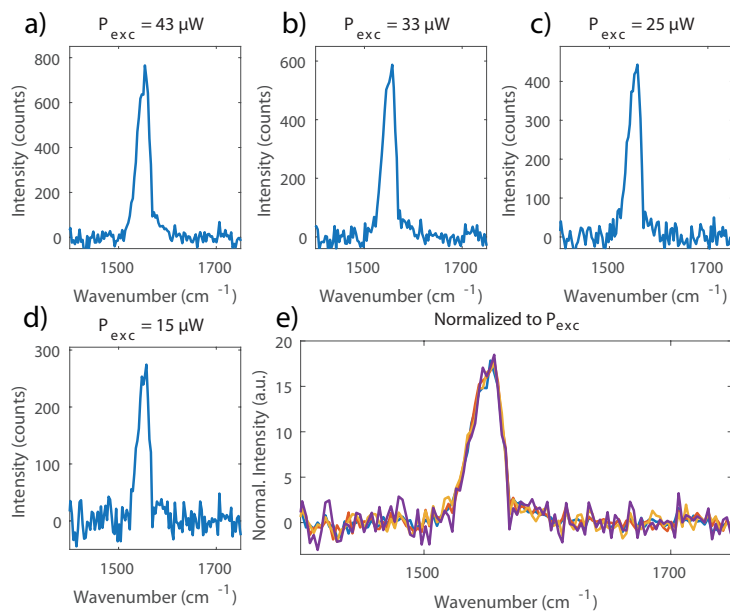 a)
P exc = 43 µW
800
600
400
200
0
Intensity (counts)
1500 1700
Wavenumber (cm -1)
b)
P exc = 33 µW
600
400
200
0
Intensity (counts)
1500 1700
Wavenumber (cm -1)
c)
P exc = 25 µW
400
300
200
100
0
Intensity (counts)
1500 1700
Wavenumber (cm -1)
d)
P exc = 15 µW
300
200
100
0
Intensity (counts)
1500 1700
Wavenumber (cm -1)
e)
Normalized to P exc
20
15
10
5
0
Normal. Intensity (a.u.)
1500 1700
Wavenumber (cm -1)